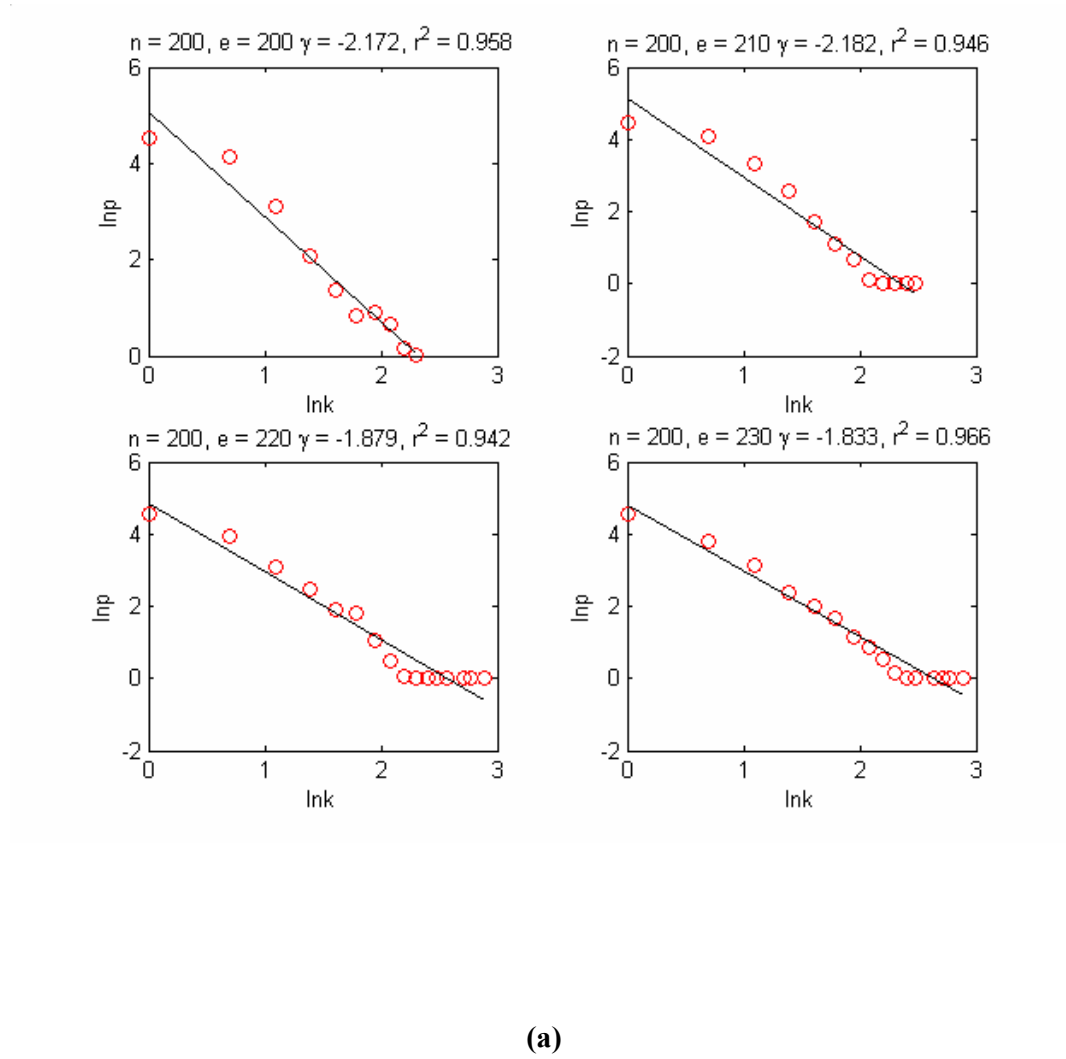 n = 200, e = 200 γ = -2.172, r² = 0.958
6
4
2
0
lnp
0 1 2 3
lnk
n = 200, e = 210 γ = -2.182, r² = 0.946
6
4
2
0
-2
lnp
0 1 2 3
lnk
n = 200, e = 220 γ = -1.879, r² = 0.942
6
4
2
0
-2
lnp
0 1 2 3
lnk
n = 200, e = 230 γ = -1.833, r² = 0.966
6
4
2
0
-2
lnp
0 1 2 3
lnk
(a)